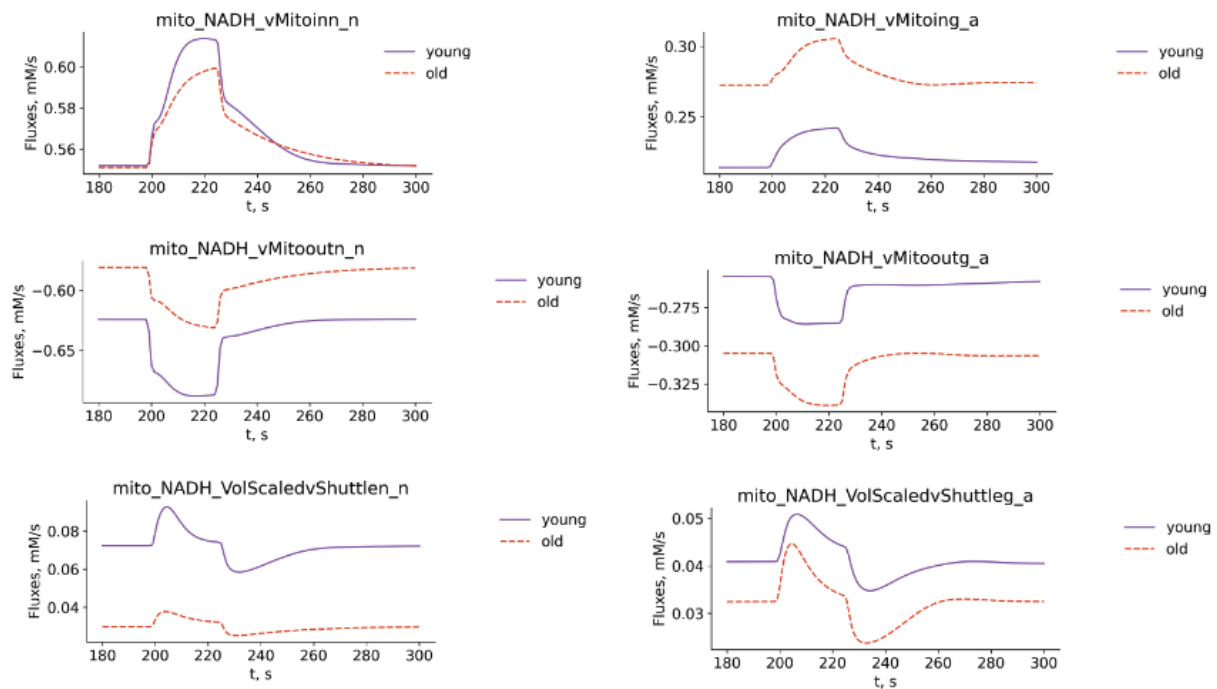 mito_NADH_vMitoinn_n
Fluxes, mM/s
0.60
0.58
0.56
180 200 220 240 260 280 300
t, s
young
old
mito_NADH_vMitoing_a
Fluxes, mM/s
0.30
0.25
180 200 220 240 260 280 300
t, s
young
old
mito_NADH_vMitooutn_n
Fluxes, mM/s
−0.60
−0.65
180 200 220 240 260 280 300
t, s
young
old
mito_NADH_vMitooutg_a
Fluxes, mM/s
−0.275
−0.300
−0.325
180 200 220 240 260 280 300
t, s
young
old
mito_NADH_VolScaledvShuttlen_n
Fluxes, mM/s
0.08
0.06
0.04
180 200 220 240 260 280 300
t, s
young
old
mito_NADH_VolScaledvShuttleg_a
Fluxes, mM/s
0.05
0.04
0.03
180 200 220 240 260 280 300
t, s
young
old